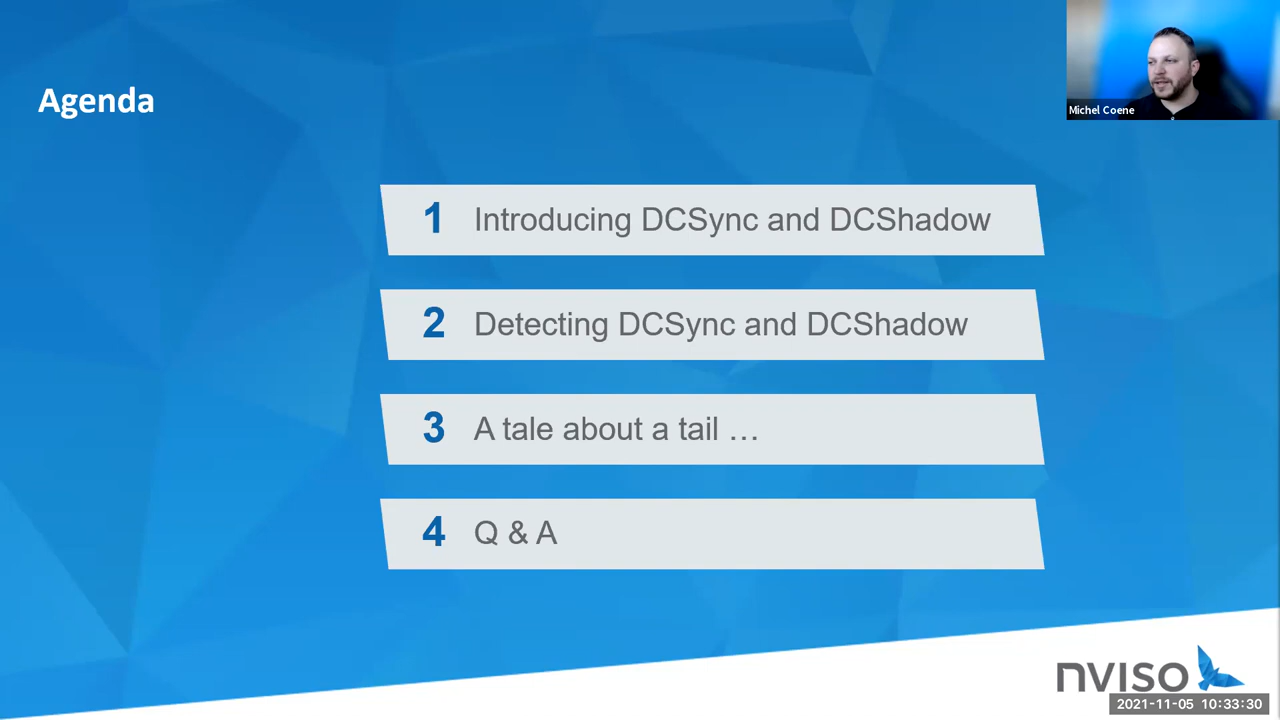 Agenda
Michel Coene
1 Introducing DCSync and DCShadow
2 Detecting DCSync and DCShadow
3 A tale about a tail …
4 Q & A
nviso
2021-11-05 10:33:30